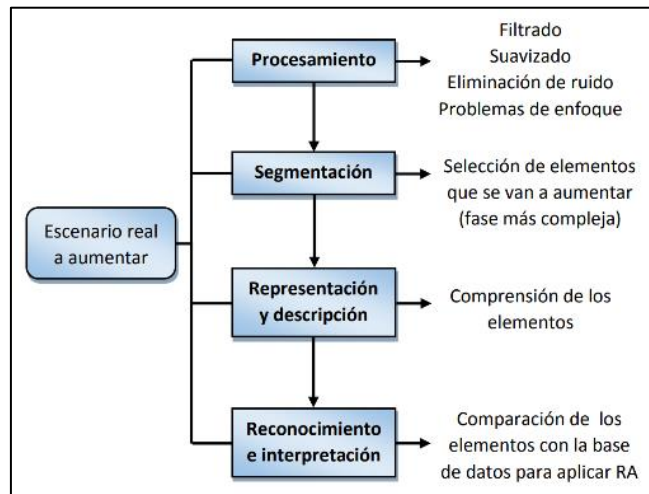 Escenario real
a aumentar
Procesamiento
Filtrado
Suavizado
Eliminación de ruido
Problemas de enfoque
Segmentación
Selección de elementos
que se van a aumentar
(fase más compleja)
Representación
y descripción
Comprensión de los
elementos
Reconocimiento
e interpretación
Comparación de los
elementos con la base
de datos para aplicar RA